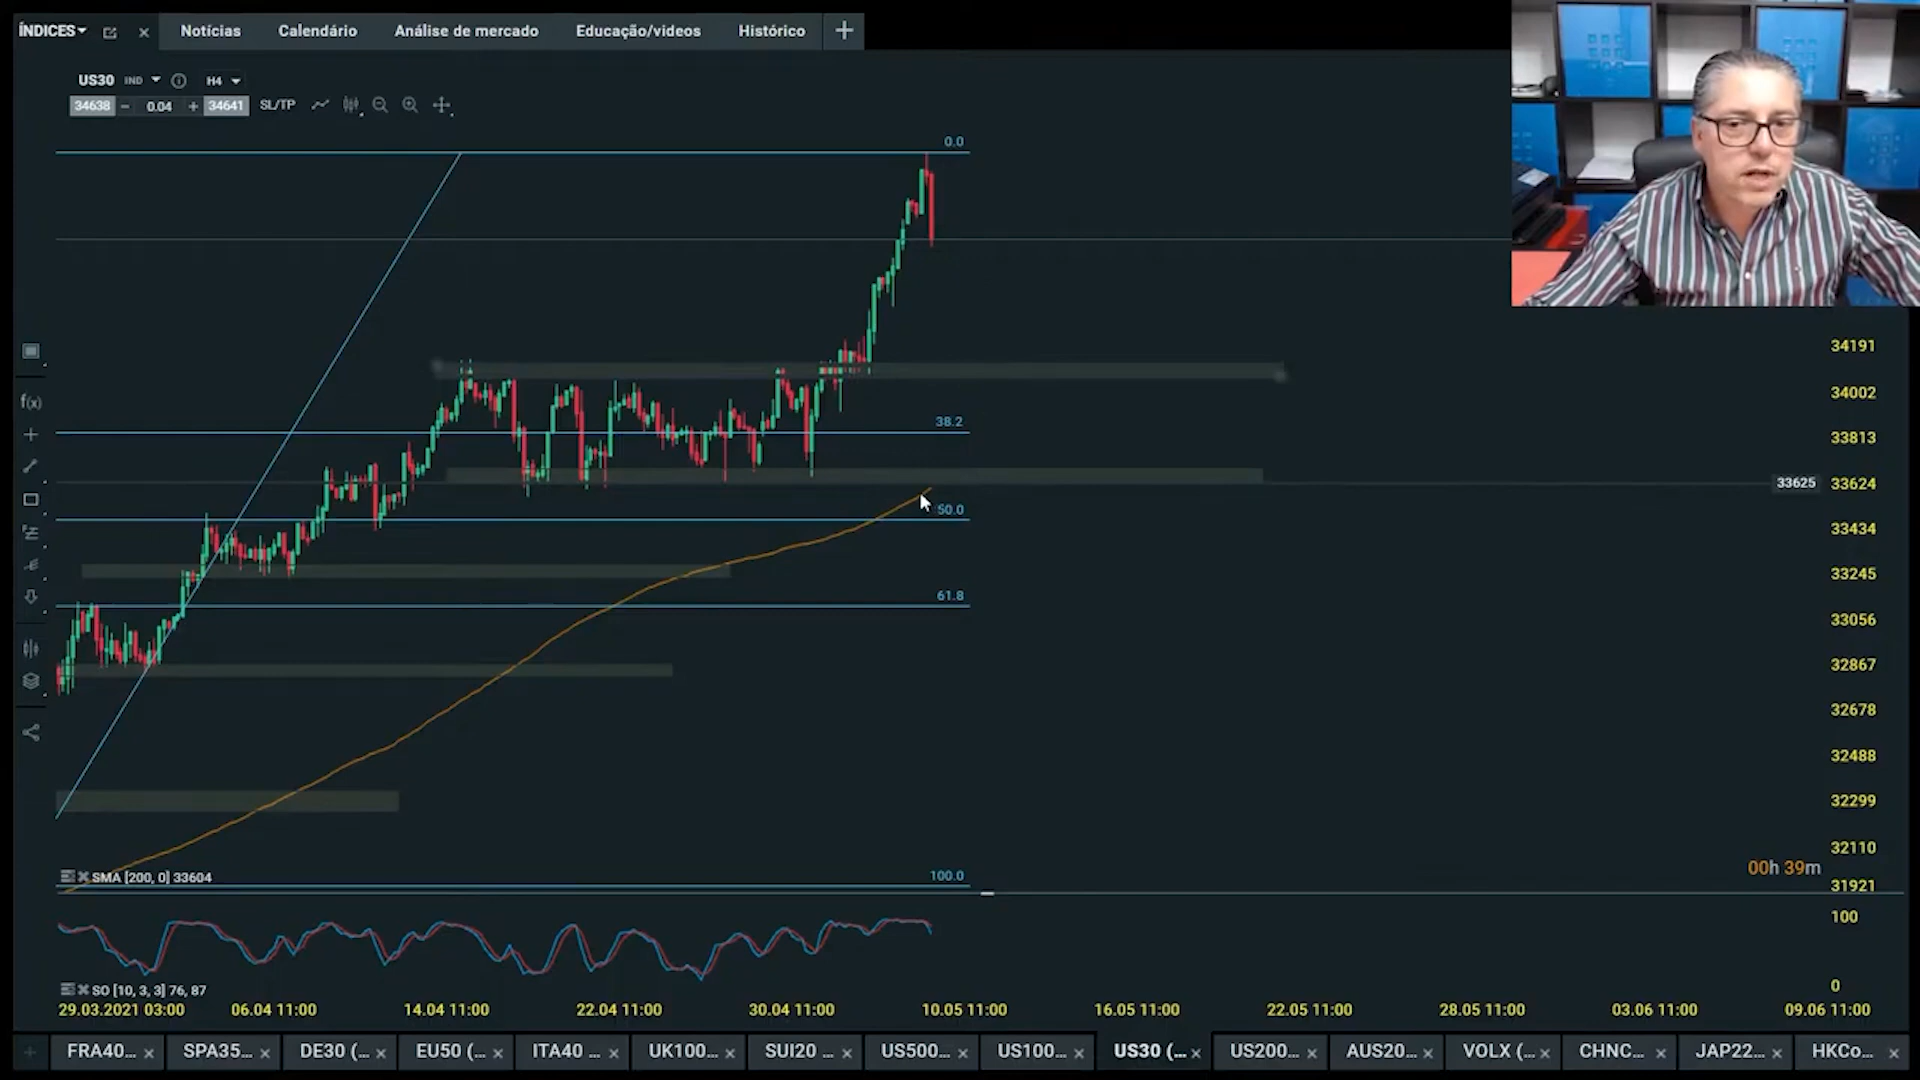 ÍNDICES Notícias Calendário Análise de mercado Educação/videos Histórico +
US30 IND H4
34638 - 0.04 + 34641 SL/TP
0.0
34191
34002
38.2
33813
33625 33624
50.0
33434
33245
61.8
33056
32867
32678
32488
32299
32110
00h 39m
SMA [200, 0] 33604
100.0
31921
100
SO [10, 3, 3] 76, 87
0
29.03.2021 03:00 06.04 11:00 14.04 11:00 22.04 11:00 30.04 11:00 10.05 11:00 16.05 11:00 22.05 11:00 28.05 11:00 03.06 11:00 09.06 11:00
f(x)
FRA40... SPA35... DE30 (... EU50 (... ITA40 ... UK100... SUI20 ... US500... US100... US30 (... US200... AUS20... VOLX (... CHNC... JAP22... HKCo...